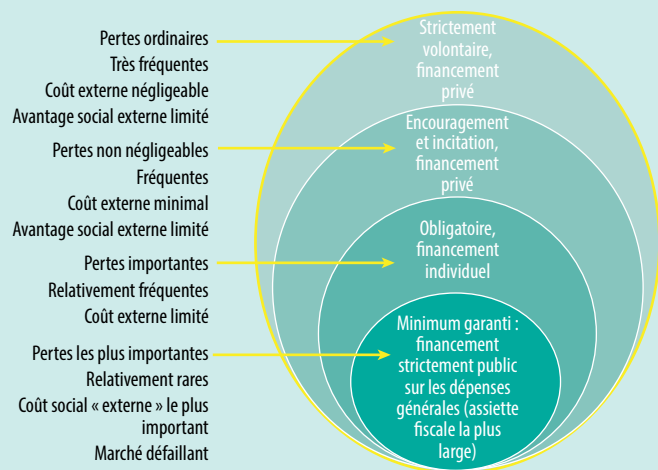 Pertes ordinaires
Très fréquentes
Coût externe négligeable
Avantage social externe limité
Strictement
volontaire,
financement
privé
Pertes non négligeables
Fréquentes
Coût externe minimal
Avantage social externe limité
Encouragement
et incitation,
financement
privé
Pertes importantes
Relativement fréquentes
Coût externe limité
Obligatoire,
financement
individuel
Pertes les plus importantes
Relativement rares
Coût social « externe » le plus
important
Marché défaillant
Minimum garanti :
financement
strictement public
sur les dépenses
générales (assiette
fiscale la plus
large)